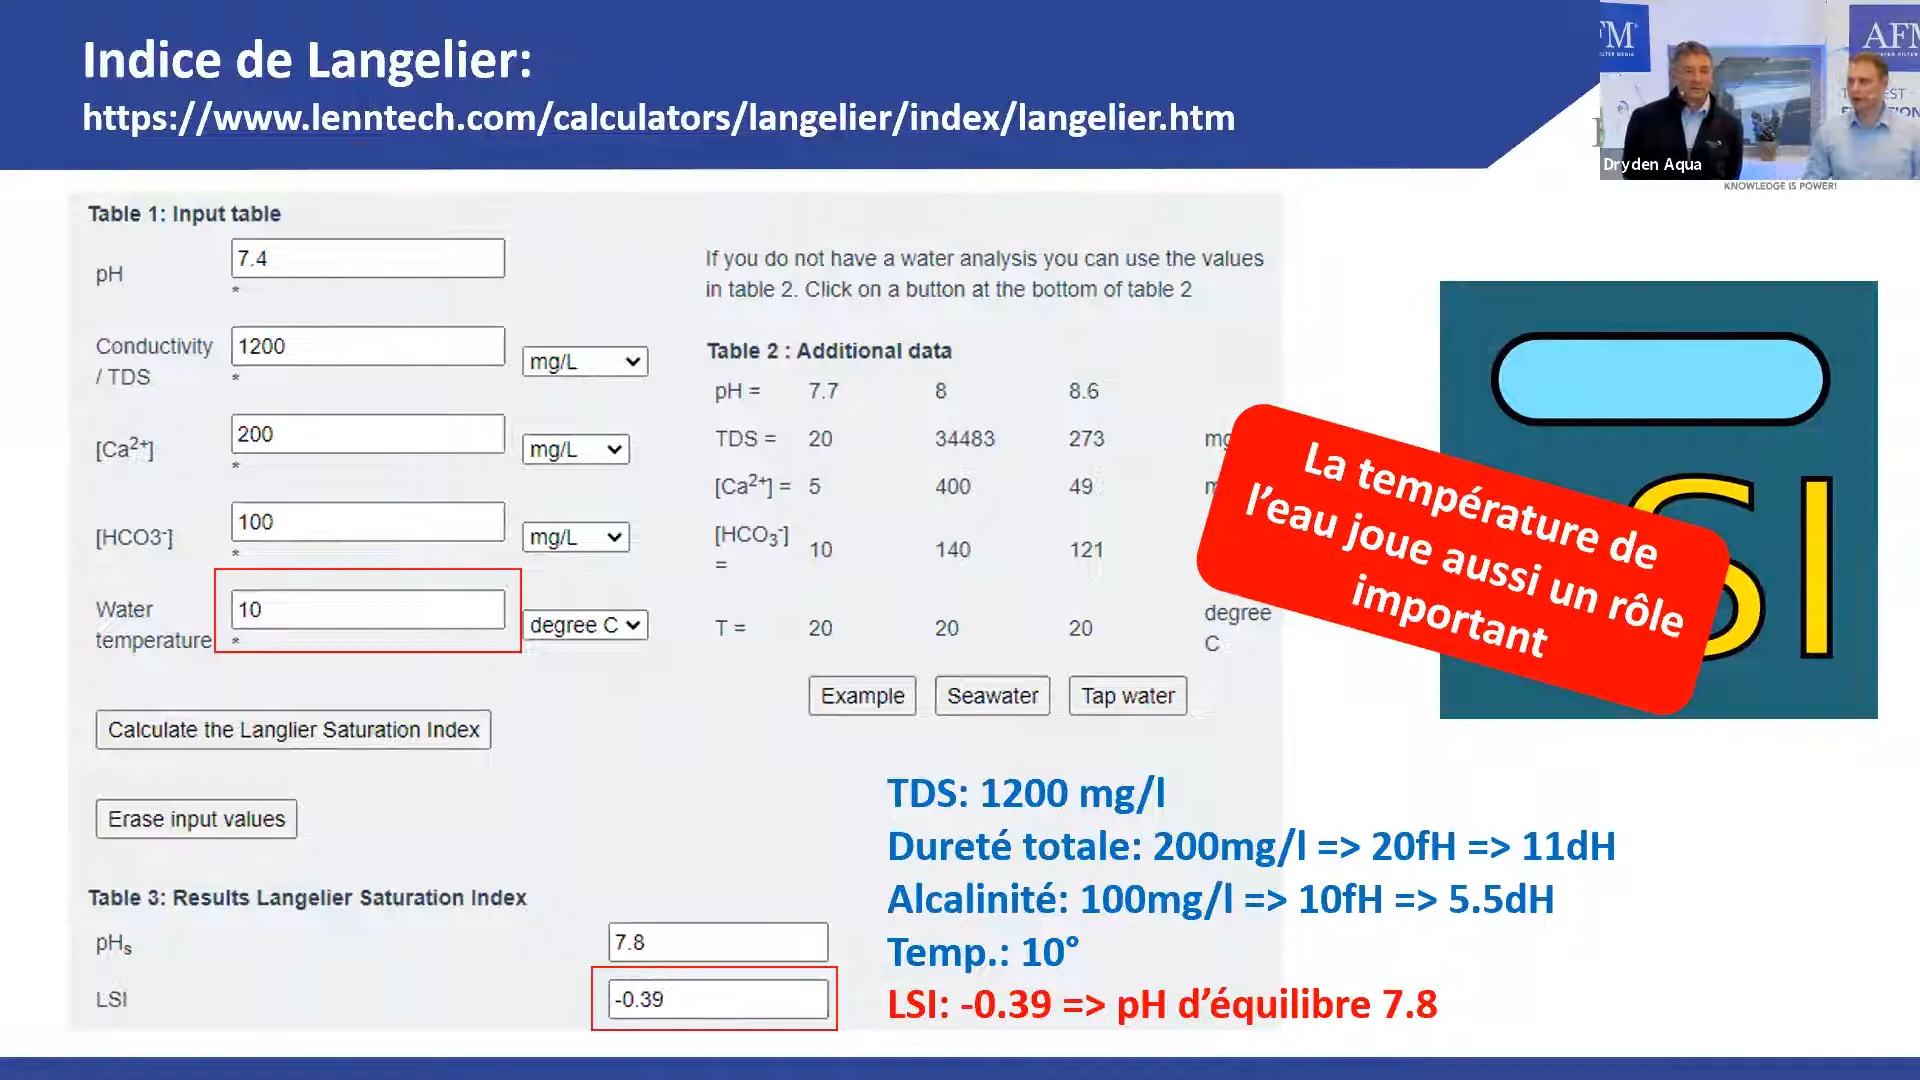 Indice de Langelier:
https://www.lenntech.com/calculators/langelier/index/langelier.htm
Dryden Aqua
KNOWLEDGE IS POWER!
Table 1: Input table
pH
7.4
*
Conductivity
/ TDS
1200
*
mg/L
[Ca2+]
200
*
mg/L
[HCO3-]
100
*
mg/L
Water
temperature
10
*
degree C
Calculate the Langlier Saturation Index
Erase input values
If you do not have a water analysis you can use the values
in table 2. Click on a button at the bottom of table 2
Table 2 : Additional data
pH = 7.7 8 8.6
TDS = 20 34483 273
[Ca2+] = 5 400 49
[HCO3-] = 10 140 121
T = 20 20 20 degree C
Example Seawater Tap water
La température de
l'eau joue aussi un rôle
important
Table 3: Results Langelier Saturation Index
pHs
7.8
LSI
-0.39
TDS: 1200 mg/l
Dureté totale: 200mg/l => 20fH => 11dH
Alcalinité: 100mg/l => 10fH => 5.5dH
Temp.: 10°
LSI: -0.39 => pH d'équilibre 7.8